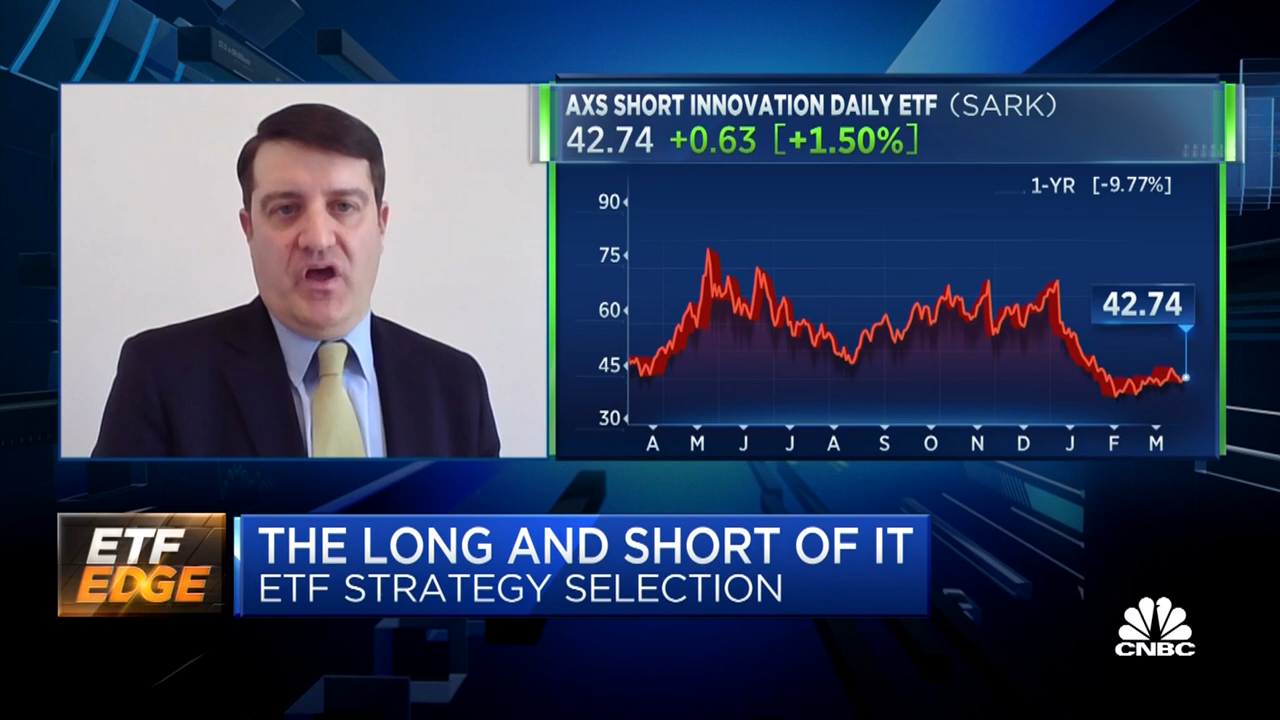 AXS SHORT INNOVATION DAILY ETF (SARK)
42.74 +0.63 [+1.50%]
1-YR [-9.77%]
90
75
60
45
30
42.74
A M J J A S O N D J F M
ETF
EDGE
THE LONG AND SHORT OF IT
ETF STRATEGY SELECTION
CNBC